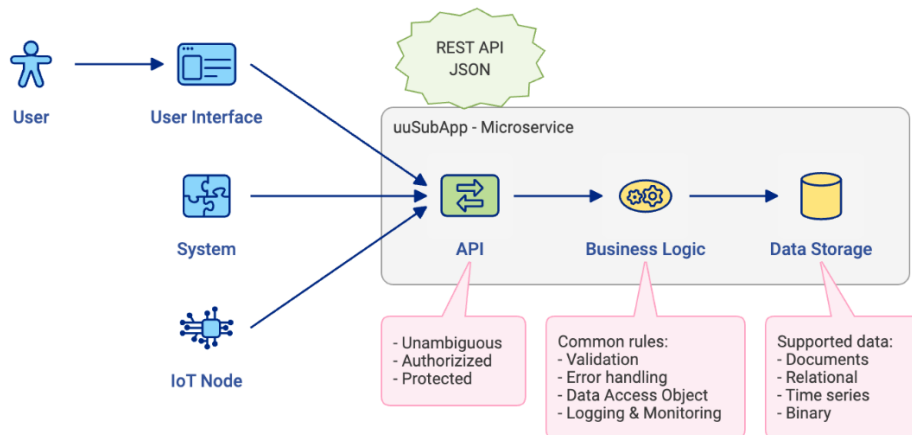 REST API
JSON
User
User Interface
uuSubApp - Microservice
System
API
Business Logic
Data Storage
IoT Node
- Unambiguous
- Authorizized
- Protected
Common rules:
- Validation
- Error handling
- Data Access Object
- Logging & Monitoring
Supported data:
- Documents
- Relational
- Time series
- Binary